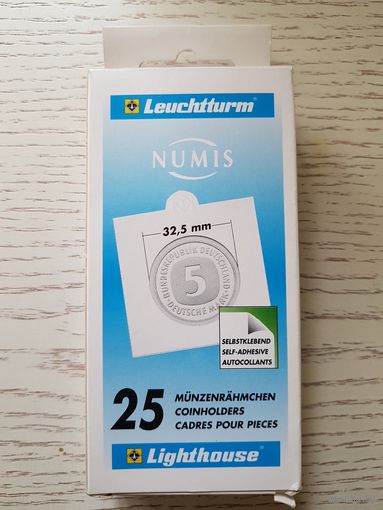 Leuchtturm®
NUMIS
32,5 mm
BUNDESREPUBLIK DEUTSCHLAND
5
DEUTSCHE MARK
SELBSTKLEBEND
SELF-ADHESIVE
AUTOCOLLANTS
25
MÜNZENRÄHMCHEN
COINHOLDERS
CADRES POUR PIECES
Lighthouse®